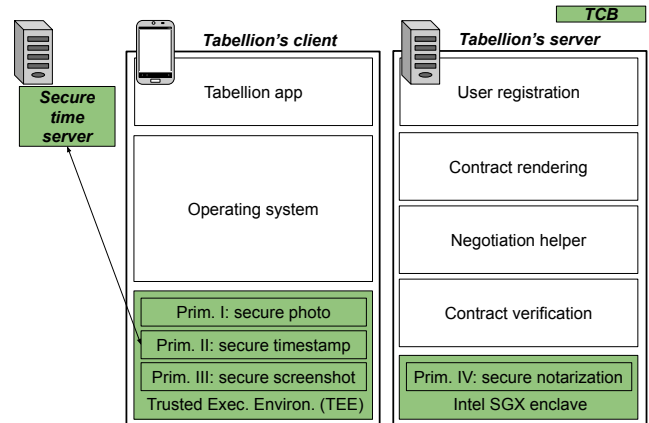 TCB
Tabellion's client
Tabellion's server
Secure
time
server
Tabellion app
Operating system
Prim. I: secure photo
Prim. II: secure timestamp
Prim. III: secure screenshot
Trusted Exec. Environ. (TEE)
User registration
Contract rendering
Negotiation helper
Contract verification
Prim. IV: secure notarization
Intel SGX enclave